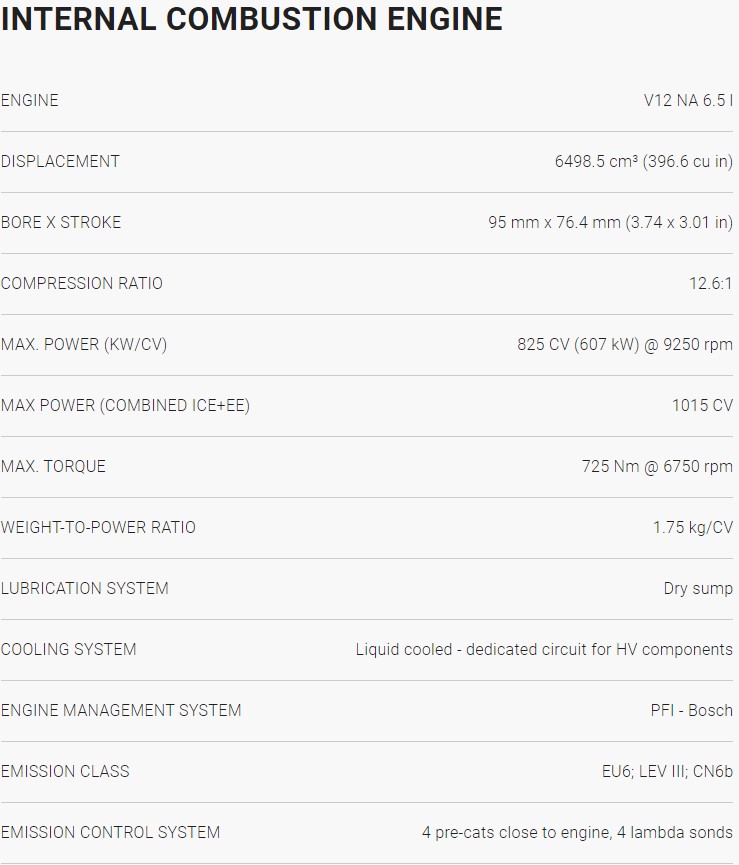 INTERNAL COMBUSTION ENGINE
ENGINE V12 NA 6.5 l
DISPLACEMENT 6498.5 cm³ (396.6 cu in)
BORE X STROKE 95 mm x 76.4 mm (3.74 x 3.01 in)
COMPRESSION RATIO 12.6:1
MAX. POWER (KW/CV) 825 CV (607 kW) @ 9250 rpm
MAX POWER (COMBINED ICE+EE) 1015 CV
MAX. TORQUE 725 Nm @ 6750 rpm
WEIGHT-TO-POWER RATIO 1.75 kg/CV
LUBRICATION SYSTEM Dry sump
COOLING SYSTEM Liquid cooled - dedicated circuit for HV components
ENGINE MANAGEMENT SYSTEM PFI - Bosch
EMISSION CLASS EU6; LEV III; CN6b
EMISSION CONTROL SYSTEM 4 pre-cats close to engine, 4 lambda sonds